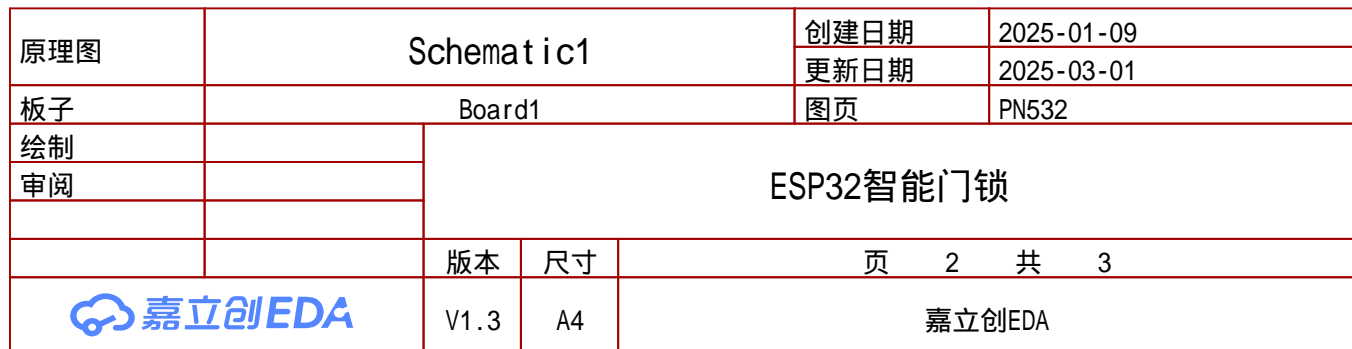 原理图 Schematic1 创建日期 2025-01-09
更新日期 2025-03-01
板子 Board1 图页 PN532
绘制
审阅
ESP32智能门锁
版本 尺寸 页 2 共 3
嘉立创EDA V1.3 A4 嘉立创EDA